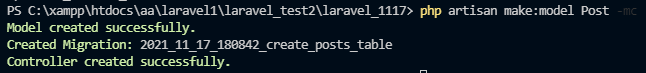 PS C:\xampp\htdocs\aa\laravel1\laravel_test2\laravel_1117> php artisan make:model Post -mc
Model created successfully.
Created Migration: 2021_11_17_180842_create_posts_table
Controller created successfully.